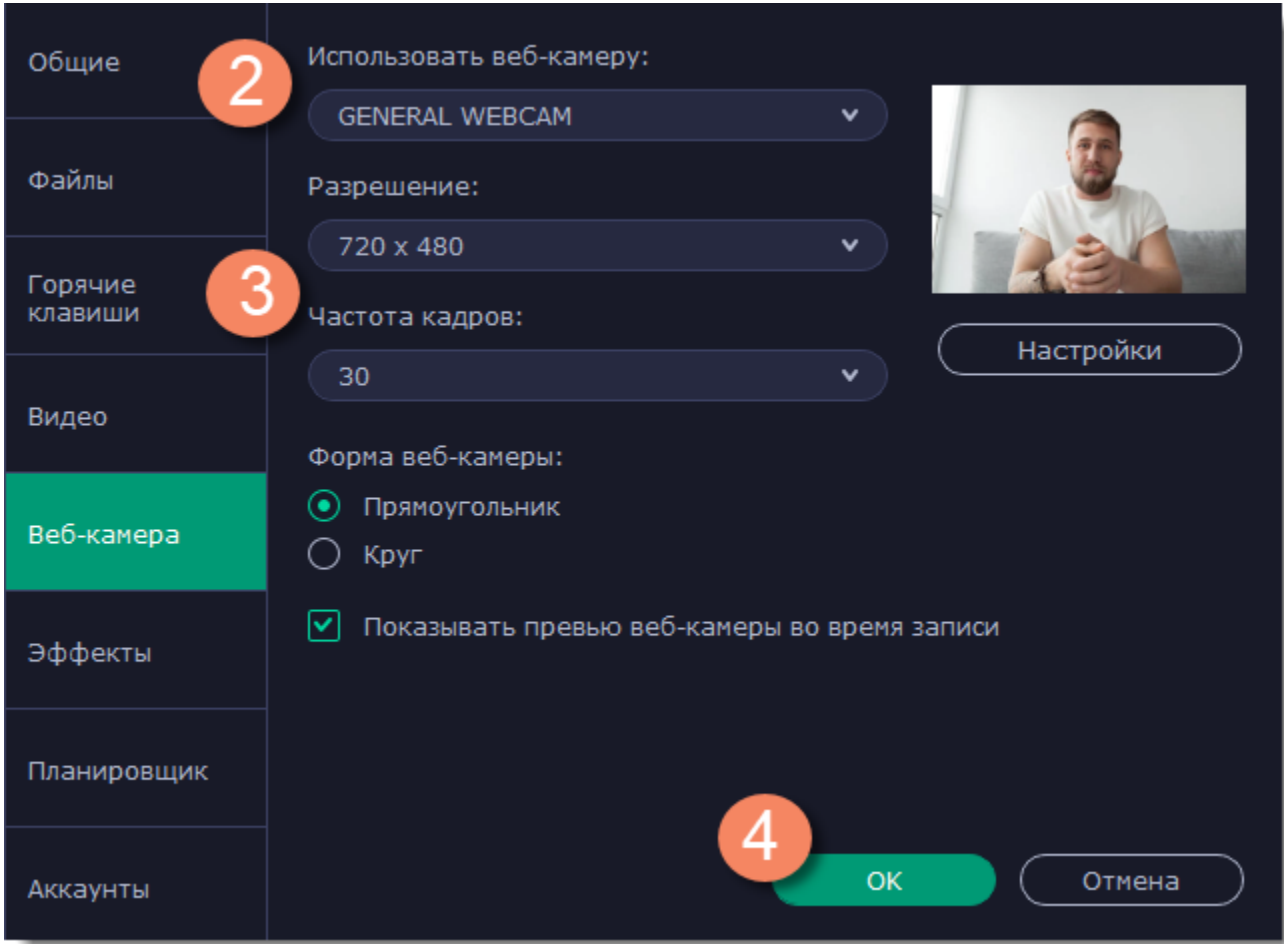 Общие
Файлы
Горячие
клавиши
Видео
Веб-камера
Эффекты
Планировщик
Аккаунты
2
Использовать веб-камеру:
GENERAL WEBCAM
Разрешение:
720 x 480
3
Частота кадров:
30
Настройки
Форма веб-камеры:
Прямоугольник
Круг
Показывать превью веб-камеры во время записи
4
OK
Отмена